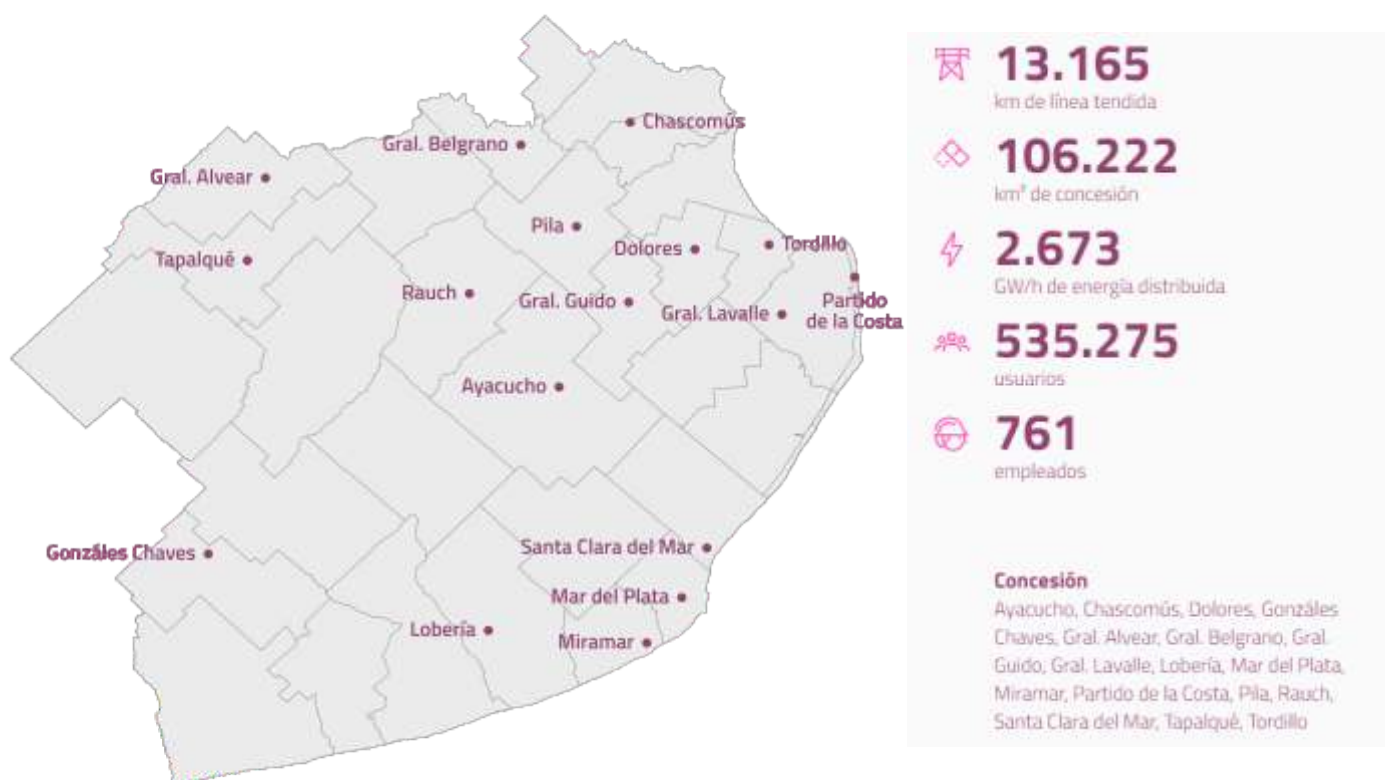 Chascomús
Gral. Belgrano
Gral. Alvear
Pila
Dolores
Tordillo
Tapalqué
Rauch
Gral. Guido
Gral. Lavalle
Partido
de la Costa
Ayacucho
Gonzáles Chaves
Santa Clara del Mar
Mar del Plata
Lobería
Miramar
13.165
km de línea tendida
106.222
km² de concesión
2.673
GW/h de energía distribuida
535.275
usuarios
761
empleados
Concesión
Ayacucho, Chascomús, Dolores, Gonzáles
Chaves, Gral. Alvear, Gral. Belgrano, Gral.
Guido, Gral. Lavalle, Lobería, Mar del Plata,
Miramar, Partido de la Costa, Pila, Rauch,
Santa Clara del Mar, Tapalqué, Tordillo